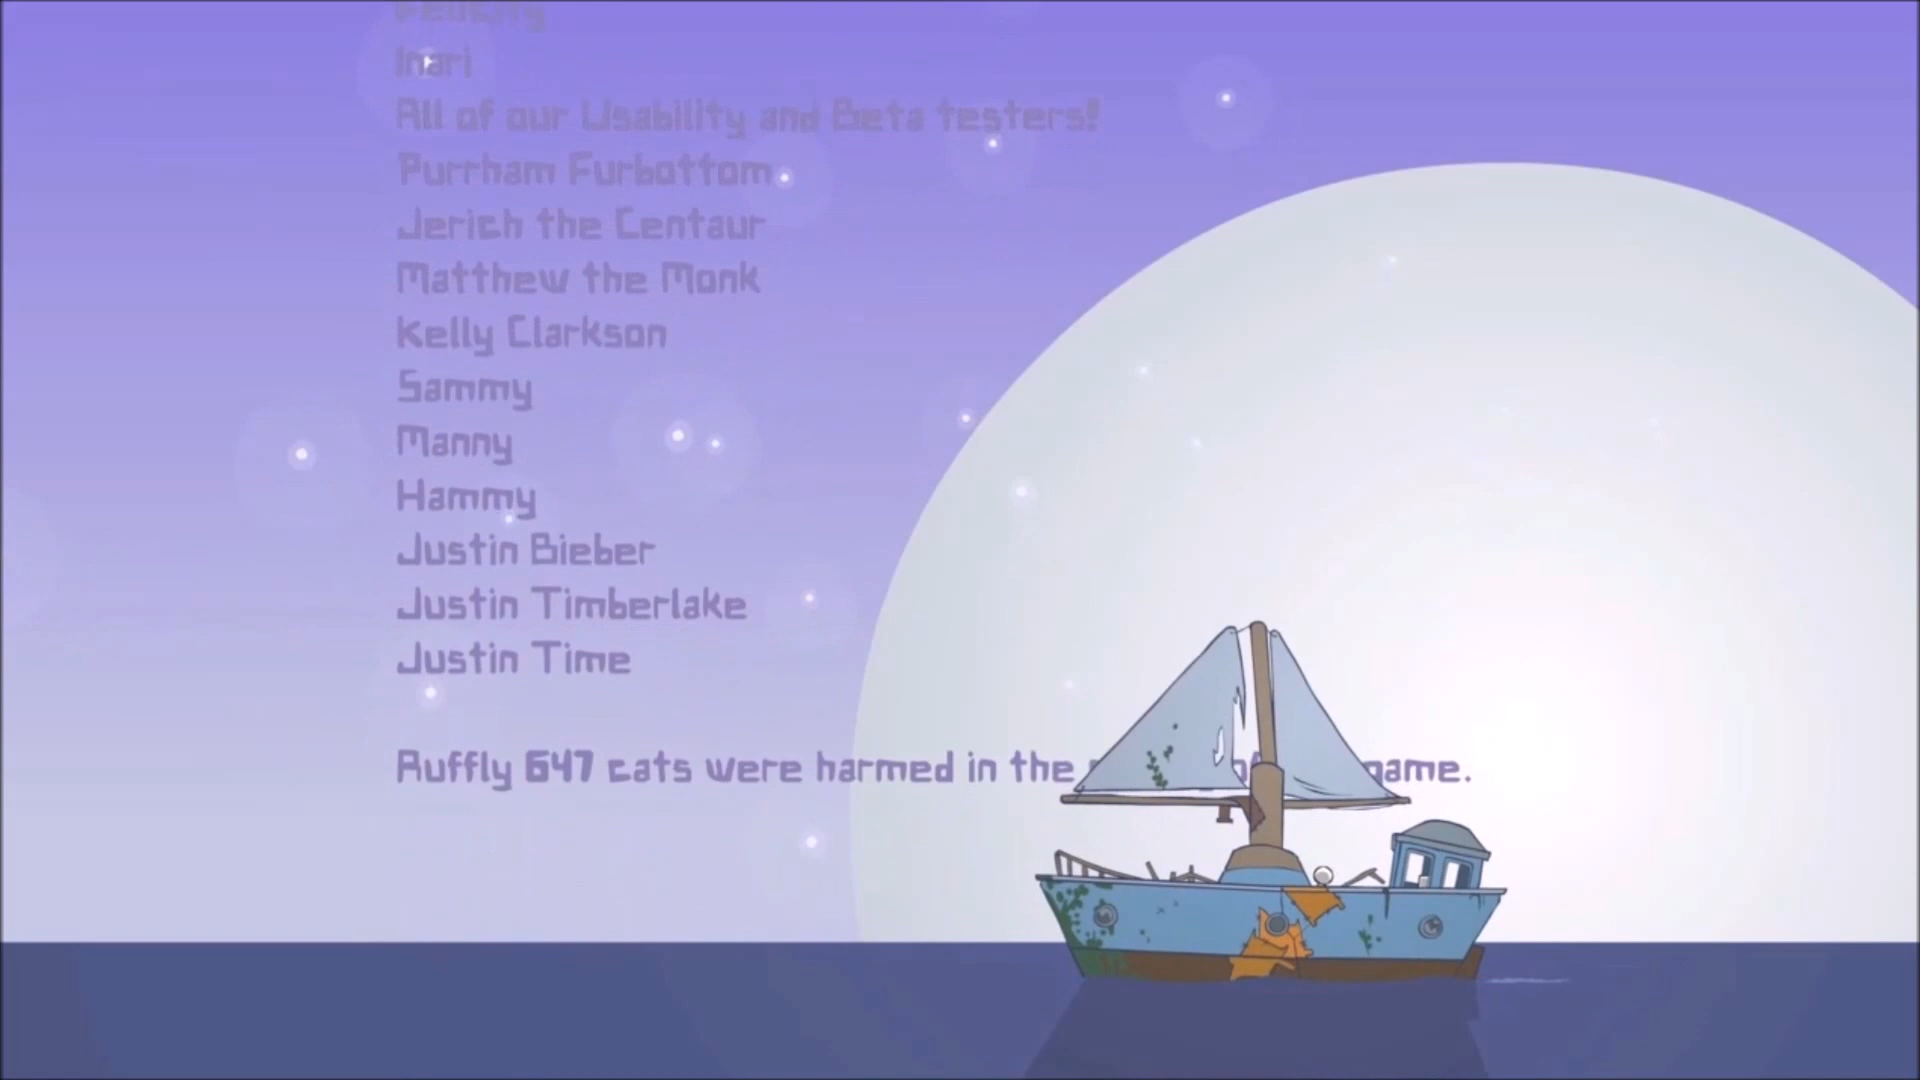 Felicity
Inari
All of our Usability and Beta testers!
Purrham Furbottom
Jerich the Centaur
Matthew the Monk
Kelly Clarkson
Sammy
Manny
Hammy
Justin Bieber
Justin Timberlake
Justin Time
Ruffly 647 cats were harmed in the game.